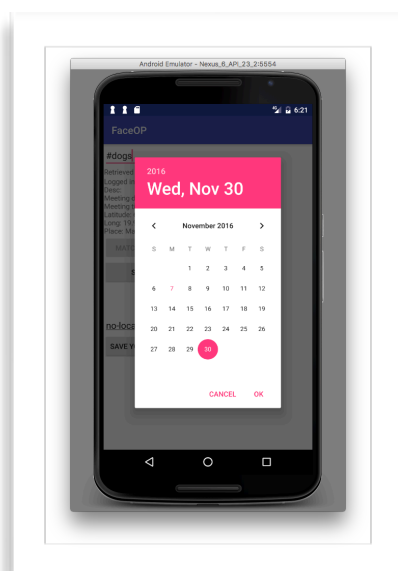 Android Emulator - Nexus_6_API_23_2:5554
6:21
FaceOP
#dogs
Retrieved
Logged
Desc:
Meeting
Meeting
Latitude:
Long: 19
Place: Ma
no-loca
SAVE Y
2016
Wed, Nov 30
November 2016
S M T W T F S
1 2 3 4 5
6 7 8 9 10 11 12
13 14 15 16 17 18 19
20 21 22 23 24 25 26
27 28 29 30
CANCEL OK